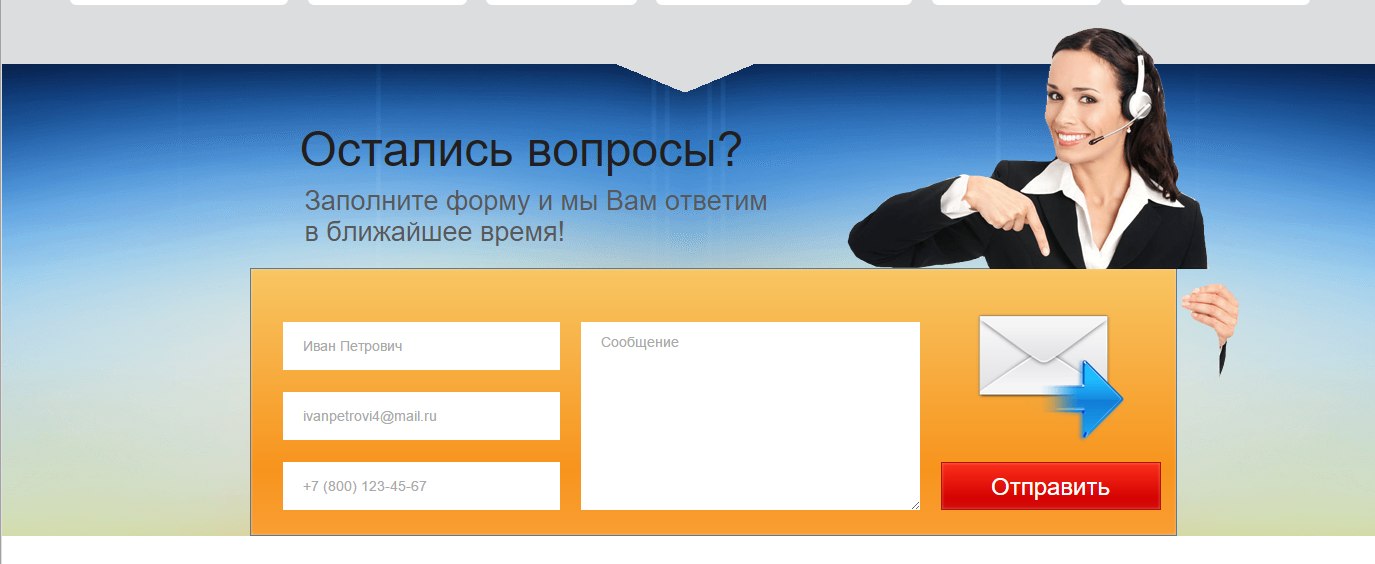 Остались вопросы?
Заполните форму и мы Вам ответим
в ближайшее время!
Иван Петрович
Сообщение
ivanpetrovi4@mail.ru
+7 (800) 123-45-67
Отправить